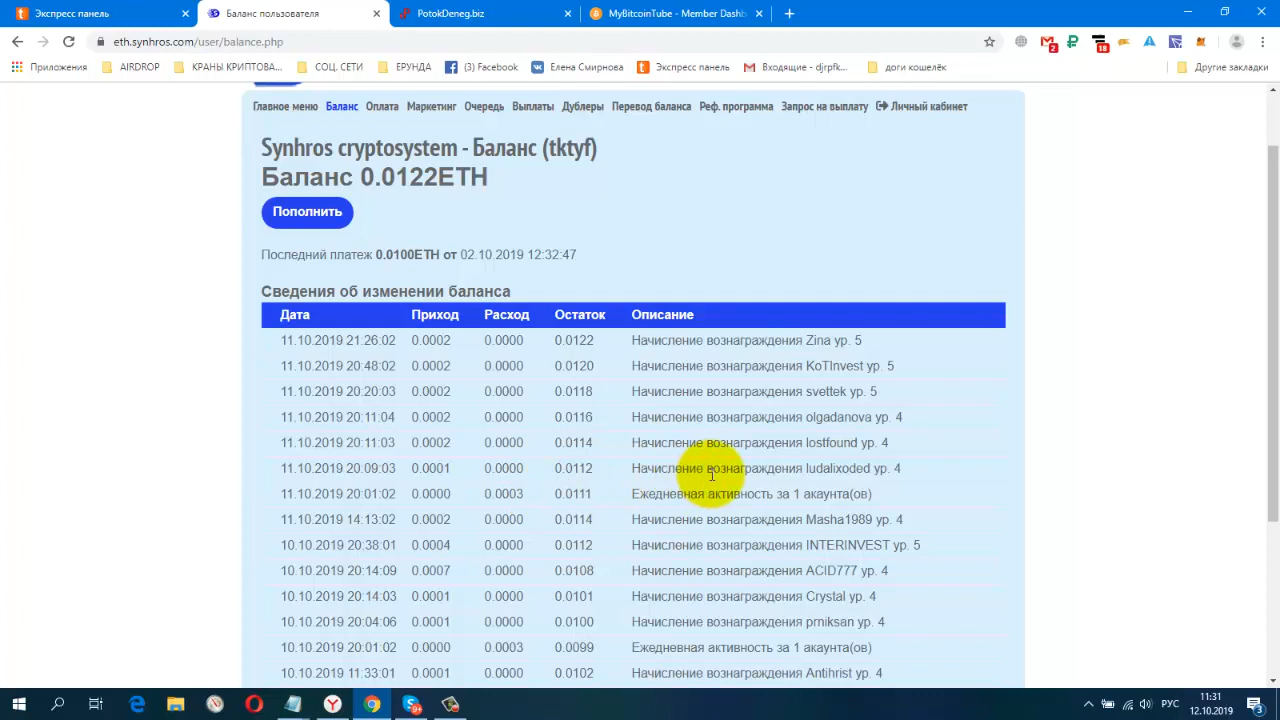 Экспресс панель
Баланс пользователя
PotokDeneg.biz
MyBitcoinTube - Member Dashb
eth.synhros.com/user/balance.php
2
18
Приложения
AIRDROP
КРАНЫ КРИПТОВА...
СОЦ. СЕТИ
ЕРУНДА
(3) Facebook
Елена Смирнова
Экспресс панель
Входящие - djrpfk...
доги кошелёк
Другие закладки
Главное меню Баланс Оплата Маркетинг Очередь Выплаты Дублеры Перевод баланса Реф. программа Запрос на выплату Личный кабинет
Synhros cryptosystem - Баланс (tktyf)
Баланс 0.0122ETH
Пополнить
Последний платеж 0.0100ETH от 02.10.2019 12:32:47
Сведения об изменении баланса
Дата Приход Расход Остаток Описание
11.10.2019 21:26:02 0.0002 0.0000 0.0122 Начисление вознаграждения Zina ур. 5
11.10.2019 20:48:02 0.0002 0.0000 0.0120 Начисление вознаграждения KoTInvest ур. 5
11.10.2019 20:20:03 0.0002 0.0000 0.0118 Начисление вознаграждения svettek ур. 5
11.10.2019 20:11:04 0.0002 0.0000 0.0116 Начисление вознаграждения olgadanova ур. 4
11.10.2019 20:11:03 0.0002 0.0000 0.0114 Начисление вознаграждения lostfound ур. 4
11.10.2019 20:09:03 0.0001 0.0000 0.0112 Начисление вознаграждения ludalixoded ур. 4
11.10.2019 20:01:02 0.0000 0.0003 0.0111 Ежедневная активность за 1 акаунта(ов)
11.10.2019 14:13:02 0.0002 0.0000 0.0114 Начисление вознаграждения Masha1989 ур. 4
10.10.2019 20:38:01 0.0004 0.0000 0.0112 Начисление вознаграждения INTERINVEST ур. 5
10.10.2019 20:14:09 0.0007 0.0000 0.0108 Начисление вознаграждения ACID777 ур. 4
10.10.2019 20:14:03 0.0001 0.0000 0.0101 Начисление вознаграждения Crystal ур. 4
10.10.2019 20:04:06 0.0001 0.0000 0.0100 Начисление вознаграждения prniksan ур. 4
10.10.2019 20:01:02 0.0000 0.0003 0.0099 Ежедневная активность за 1 акаунта(ов)
10.10.2019 11:33:01 0.0001 0.0000 0.0102 Начисление вознаграждения Antihrist ур. 4
РУС
11:31
12.10.2019
3